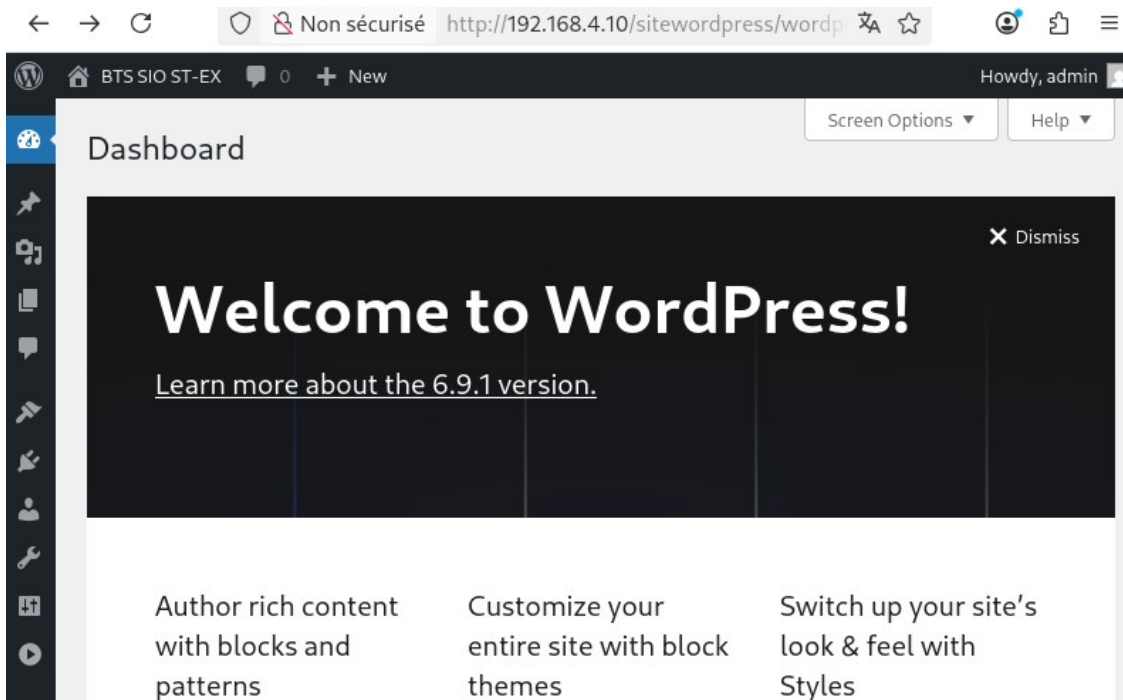 Non sécurisé http://192.168.4.10/sitewordpress/wordp
BTS SIO ST-EX 0 + New Howdy, admin
Screen Options ▼ Help ▼
Dashboard
Dismiss
Welcome to WordPress!
Learn more about the 6.9.1 version.
Author rich content
with blocks and
patterns
Customize your
entire site with block
themes
Switch up your site's
look & feel with
Styles